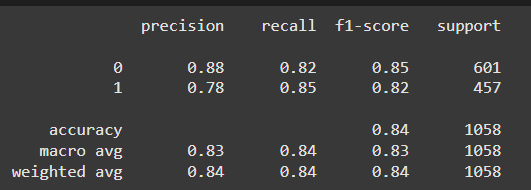 precision recall f1-score support
0 0.88 0.82 0.85 601
1 0.78 0.85 0.82 457
accuracy 0.84 1058
macro avg 0.83 0.84 0.83 1058
weighted avg 0.84 0.84 0.84 1058